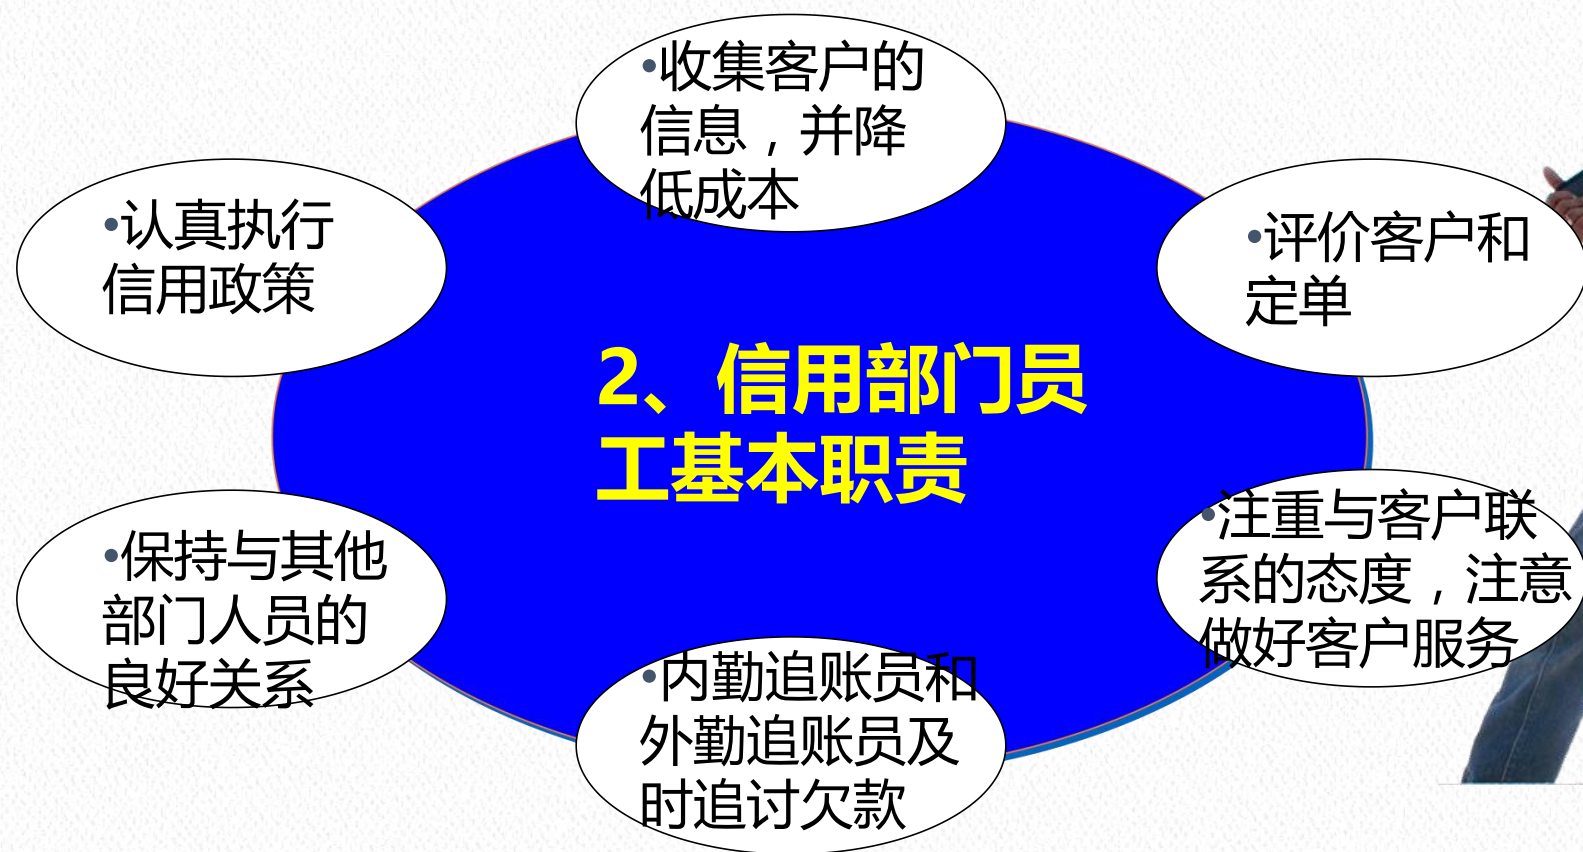 •收集客户的
信息，并降
低成本
•认真执行
信用政策
•评价客户和
定单
2、信用部门员
工基本职责
•保持与其他
部门人员的
良好关系
•注重与客户联
系的态度，注意
做好客户服务
•内勤追账员和
外勤追账员及
时追讨欠款